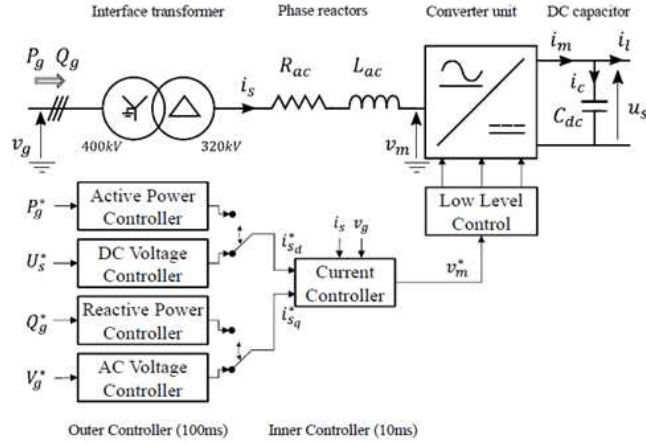 Interface transformer Phase reactors Converter unit DC capacitor
P_g Q_g
i_s
R_ac
L_ac
i_m
i_l
i_c
C_dc
u_s
v_g
400kV
320kV
v_m
P_g^*
Active Power
Controller
U_s^*
DC Voltage
Controller
Q_g^*
Reactive Power
Controller
V_g^*
AC Voltage
Controller
i_sd^*
i_sq^*
i_s v_g
Current
Controller
v_m^*
Low Level
Control
Outer Controller (100ms) Inner Controller (10ms)